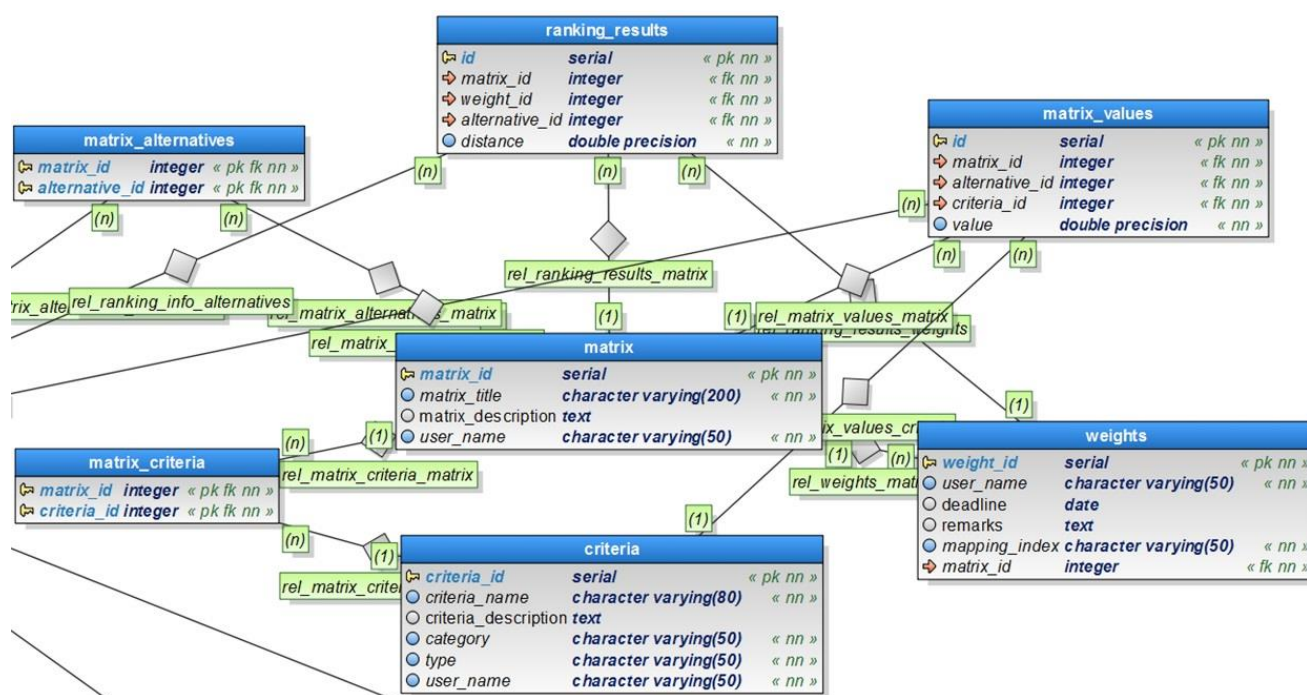 ranking_results
id serial « pk nn »
matrix_id integer « fk nn »
weight_id integer « fk nn »
alternative_id integer « fk nn »
distance double precision « nn »
matrix_alternatives
matrix_id integer « pk fk nn »
alternative_id integer « pk fk nn »
matrix_values
id serial « pk nn »
matrix_id integer « fk nn »
alternative_id integer « fk nn »
criteria_id integer « fk nn »
value double precision « nn »
(n)
(n)
(n)
(n)
(n)
(n)
(n)
(n)
rel_ranking_results_matrix
rel_ranking_info_alternatives
(1)
(1)
rel_matrix_values_matrix
rel_ranking_results_weights
matrix
matrix_id serial « pk nn »
matrix_title character varying(200) « nn »
matrix_description text
user_name character varying(50) « nn »
(n)
(1)
rel_matrix_criteria_matrix
(1)
(1)
(n)
matrix_criteria
matrix_id integer « pk fk nn »
criteria_id integer « pk fk nn »
weights
weight_id serial « pk nn »
user_name character varying(50) « nn »
deadline date
remarks text
mapping_index character varying(50) « nn »
matrix_id integer « fk nn »
(n)
(1)
(1)
criteria
criteria_id serial « pk nn »
criteria_name character varying(80) « nn »
criteria_description text
category character varying(50) « nn »
type character varying(50) « nn »
user_name character varying(50) « nn »